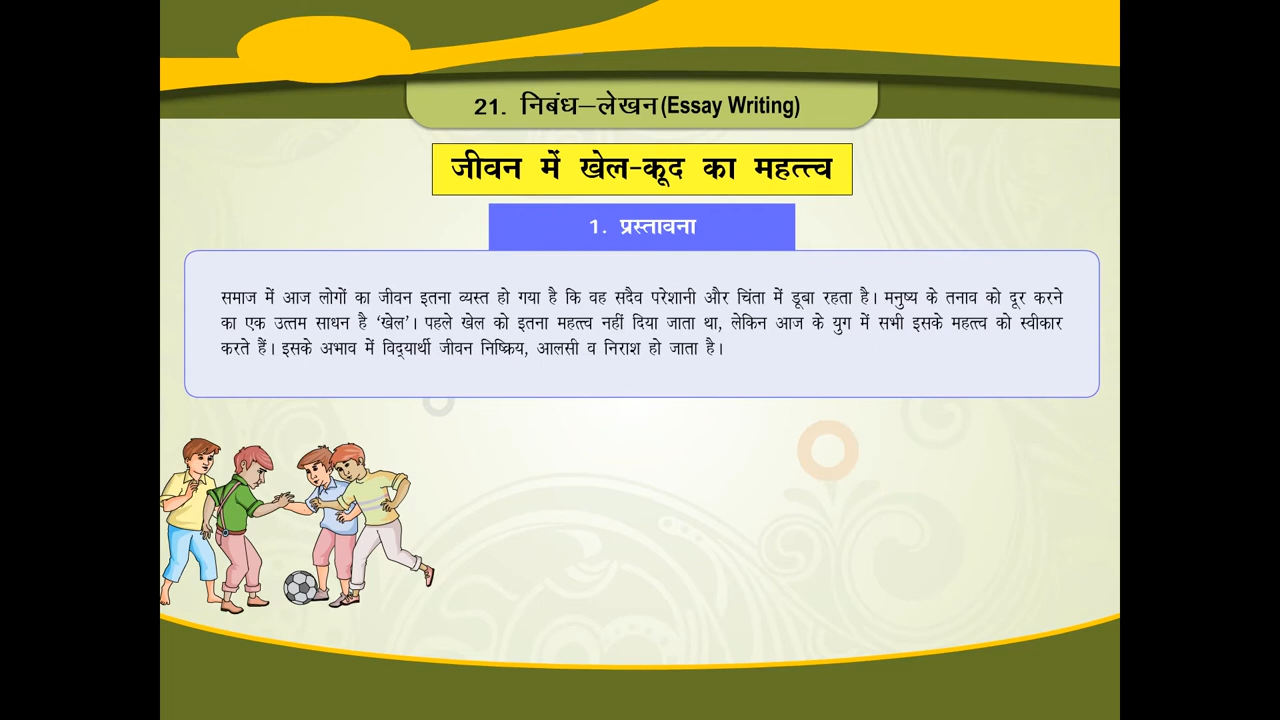 21. निबंध–लेखन(Essay Writing)
जीवन में खेल-कूद का महत्त्व
1. प्रस्तावना
समाज में आज लोगों का जीवन इतना व्यस्त हो गया है कि वह सदैव परेशानी और चिंता में डूबा रहता है। मनुष्य के तनाव को दूर करने
का एक उत्तम साधन है ‘खेल’। पहले खेल को इतना महत्त्व नहीं दिया जाता था, लेकिन आज के युग में सभी इसके महत्त्व को स्वीकार
करते हैं। इसके अभाव में विद्‌यार्थी जीवन निष्क्रिय, आलसी व निराश हो जाता है।